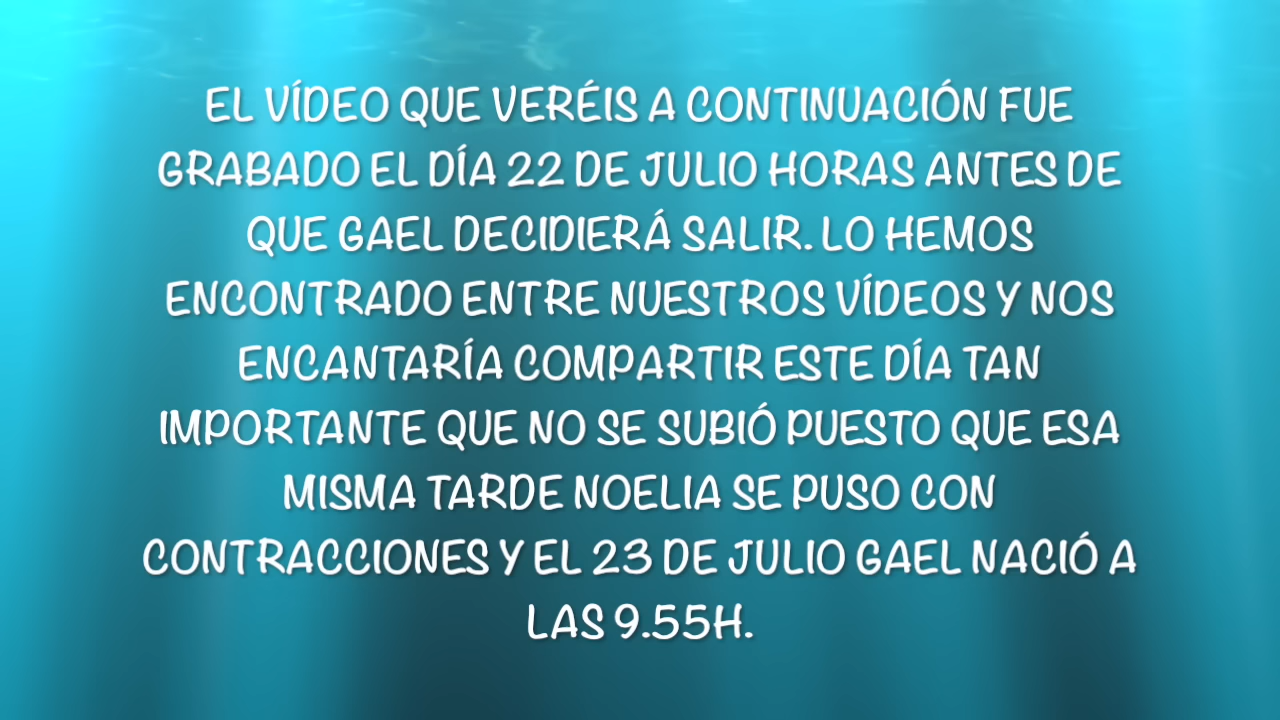 EL VÍDEO QUE VERÉIS A CONTINUACIÓN FUE
GRABADO EL DÍA 22 DE JULIO HORAS ANTES DE
QUE GAEL DECIDIERÁ SALIR. LO HEMOS
ENCONTRADO ENTRE NUESTROS VÍDEOS Y NOS
ENCANTARÍA COMPARTIR ESTE DÍA TAN
IMPORTANTE QUE NO SE SUBIÓ PUESTO QUE ESA
MISMA TARDE NOELIA SE PUSO CON
CONTRACCIONES Y EL 23 DE JULIO GAEL NACIÓ A
LAS 9.55H.